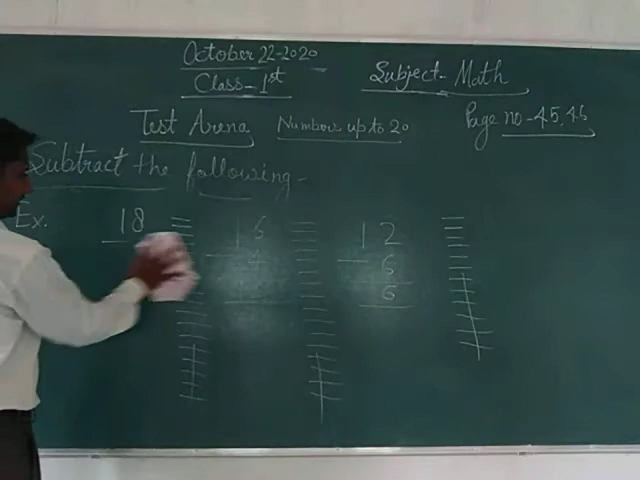 October 22-2020
Class-1st
Subject- Math
Test Arena
Numbers up to 20
Page no-45,46
Subtract the following-
Ex.
18
16
12
-
- 4
- 6
6